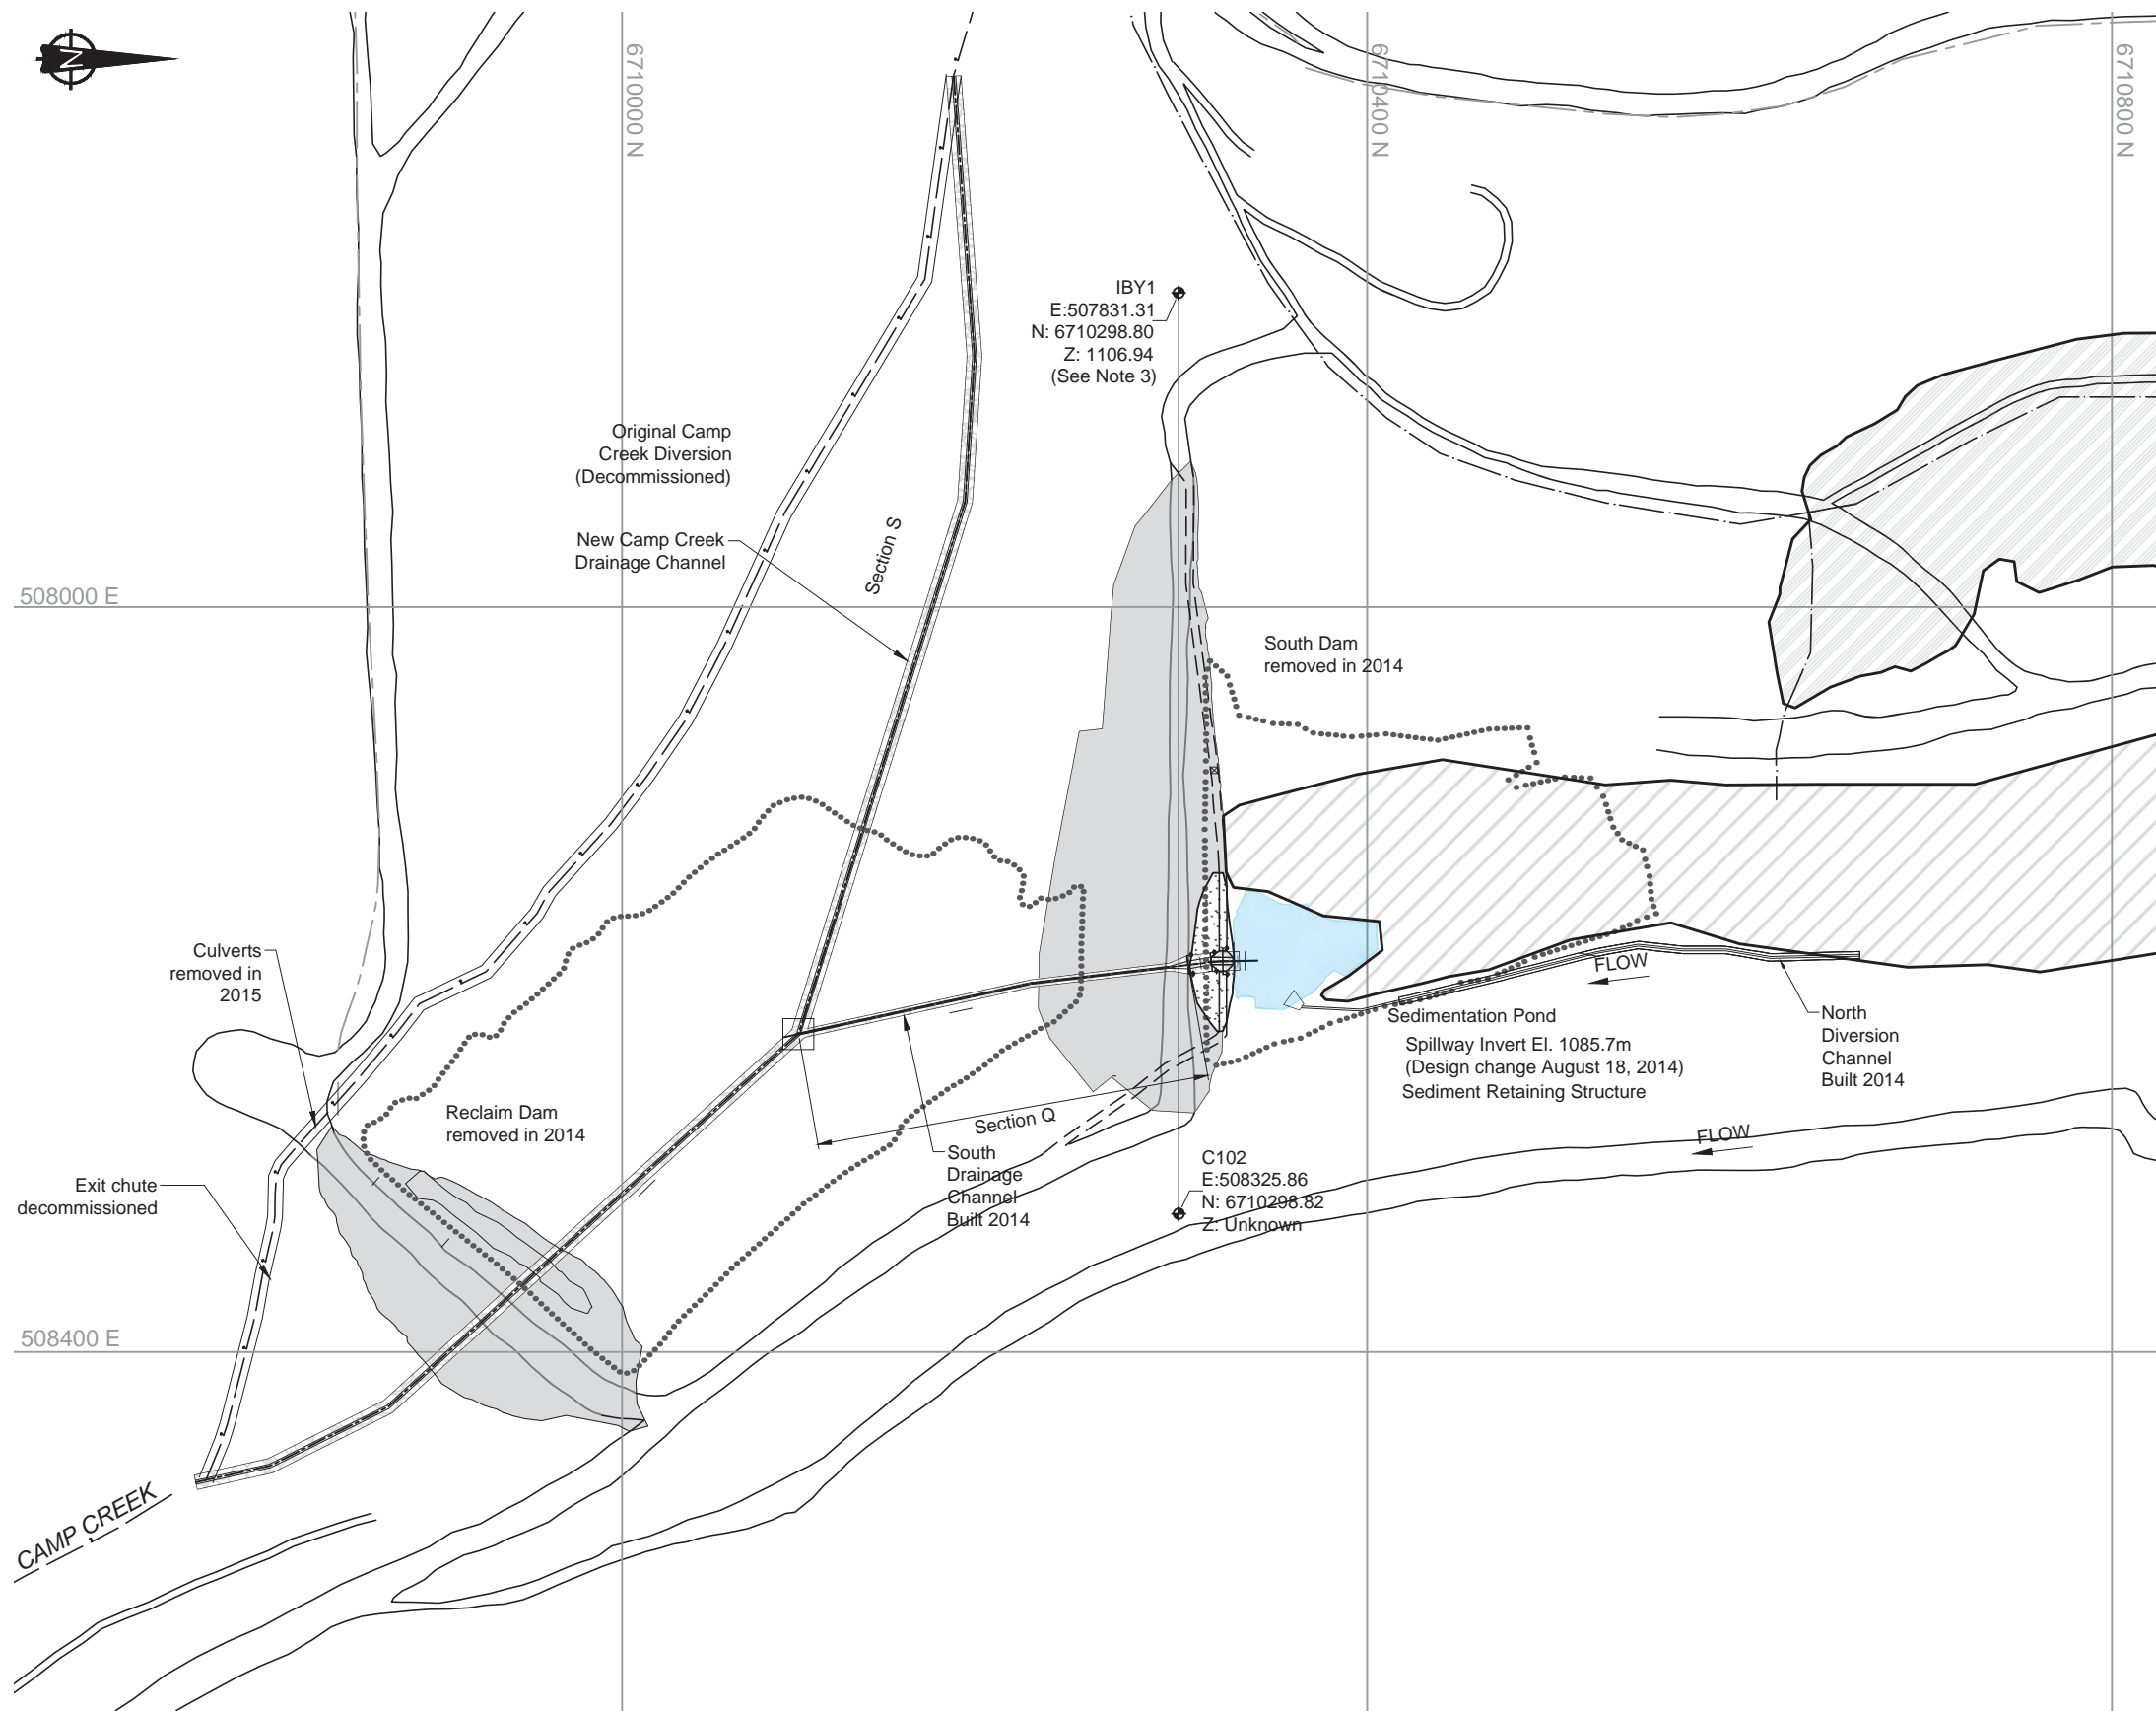 N
6710000 N
6710400 N
6710800 N
IBY1
E:507831.31
N: 6710298.80
Z: 1106.94
(See Note 3)
Original Camp
Creek Diversion
(Decommissioned)
New Camp Creek
Drainage Channel
Section S
508000 E
South Dam
removed in 2014
Culverts
removed in
2015
FLOW
Sedimentation Pond
Spillway Invert El. 1085.7m
(Design change August 18, 2014)
Sediment Retaining Structure
North
Diversion
Channel
Built 2014
Reclaim Dam
removed in 2014
Section Q
South
Drainage
Channel
Built 2014
FLOW
C102
E:508325.86
N: 6710298.82
Z: Unknown
Exit chute
decommissioned
508400 E
CAMP CREEK